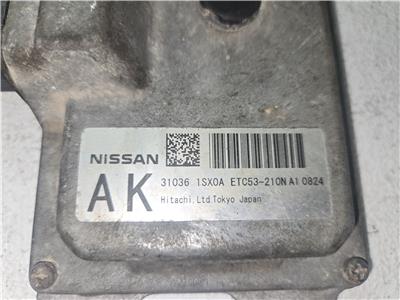 NISSAN
AK
31036 1SX0A ETC53-210N A1 0824
Hitachi,Ltd.Tokyo Japan